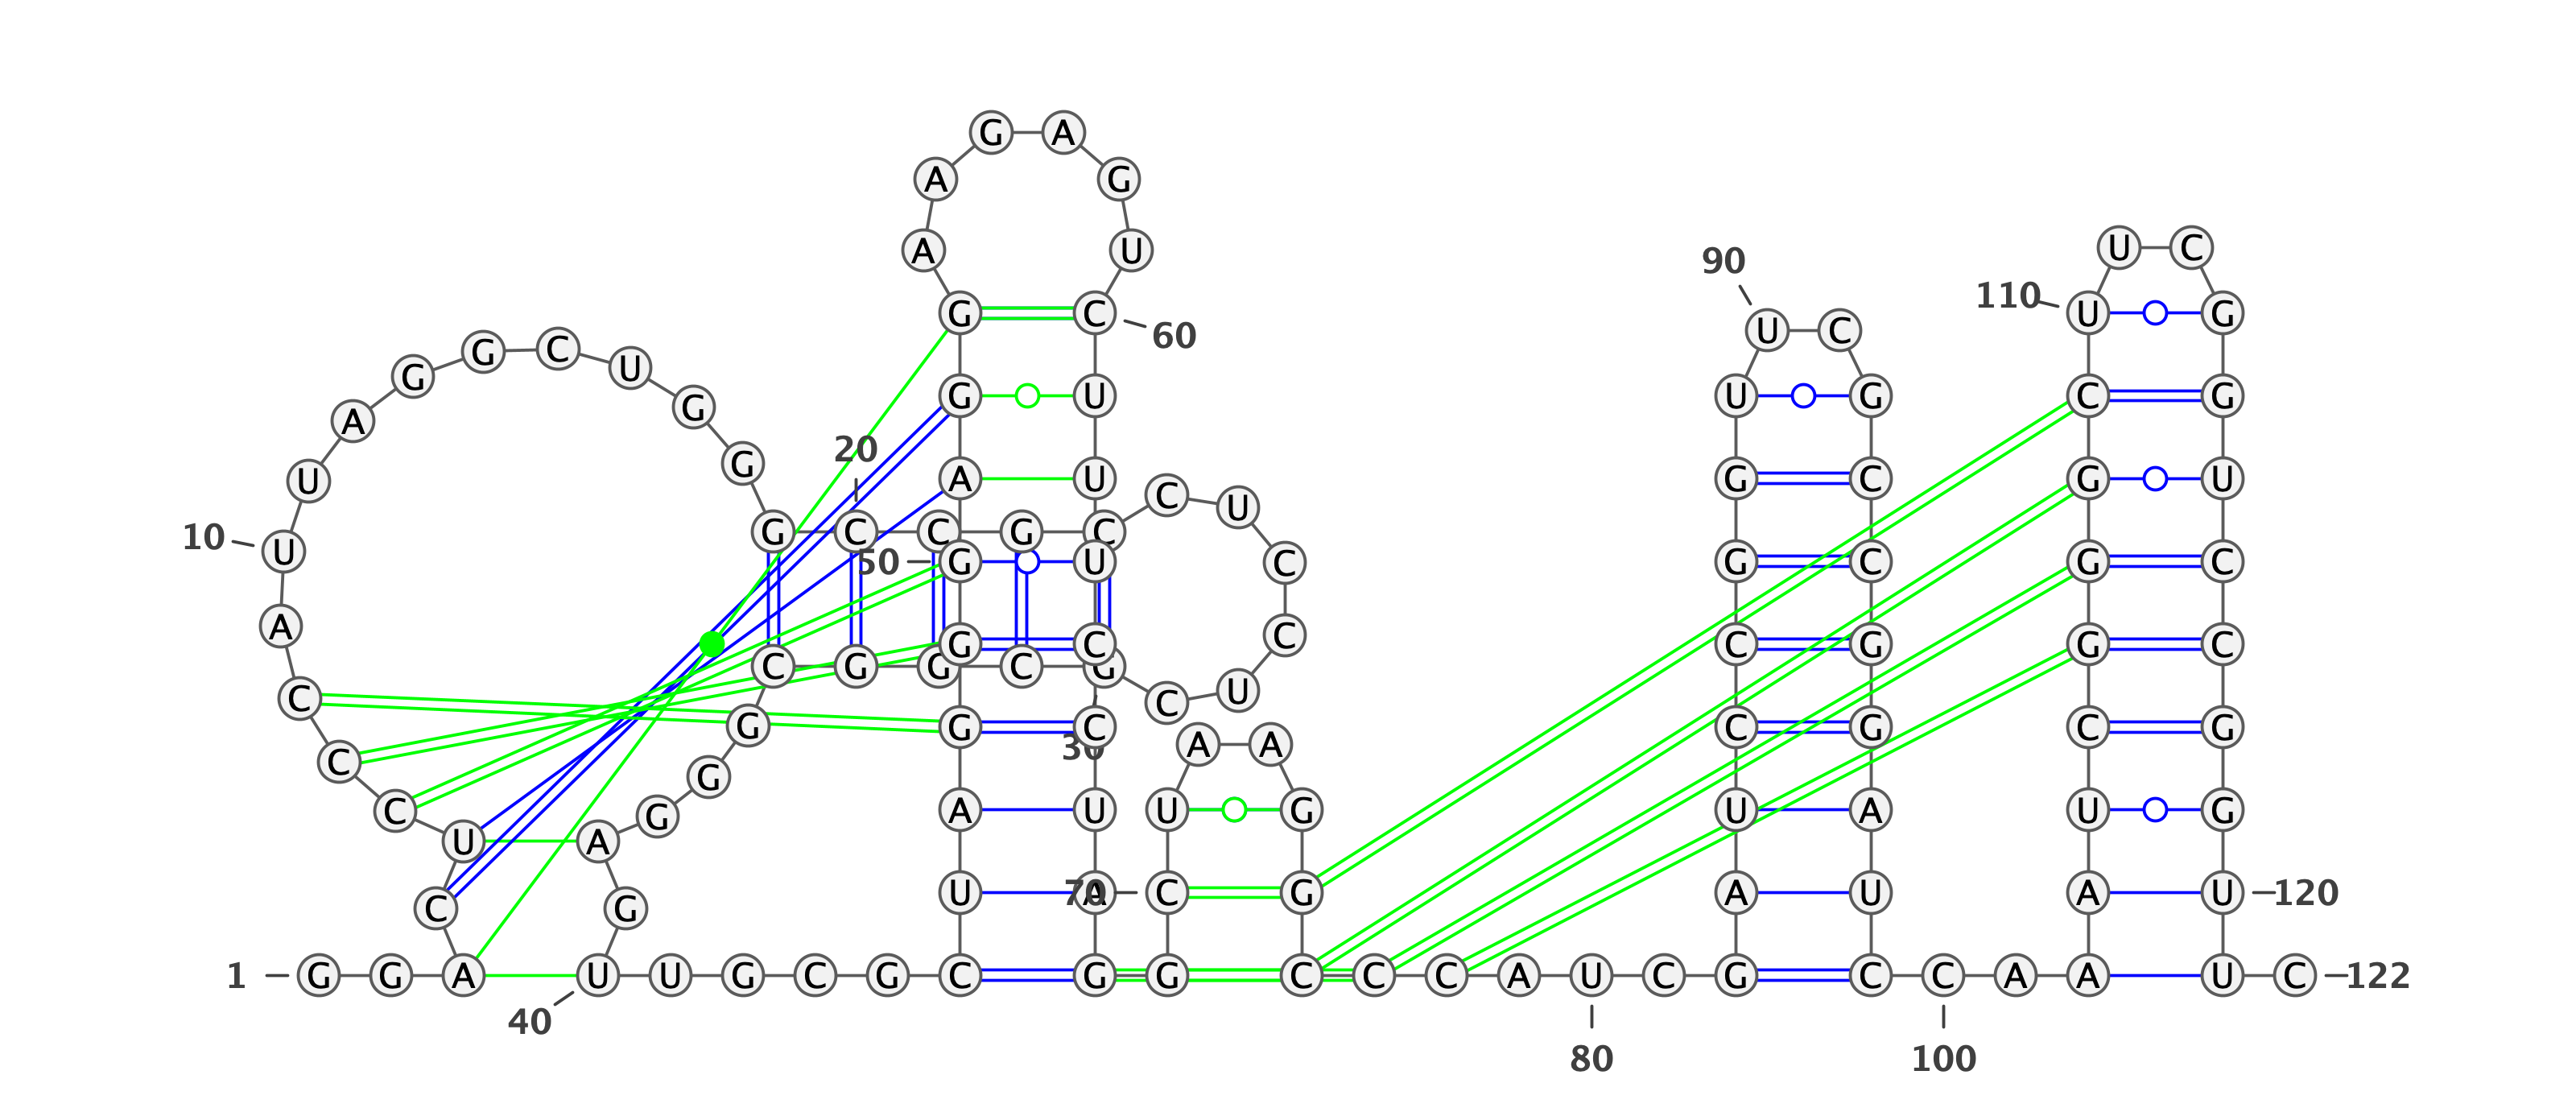 G A
A G
A U U C
90
110
G C U G
60 U C
G C
U
G
A
G U U G C G
G
20
G
U A U G C G U
C
U
G C C G C
10
U 50 G U C G C G C
A C
G C C G G C
C G G C G
U
C C
G G C C G C G
30 A A
C G
C A U U G U A U G
G
U A
U A 70 C G A U A U 120
C G
1 G G A U U G C G C G G C C C A U C G C C A A A U C 122
40
80 100